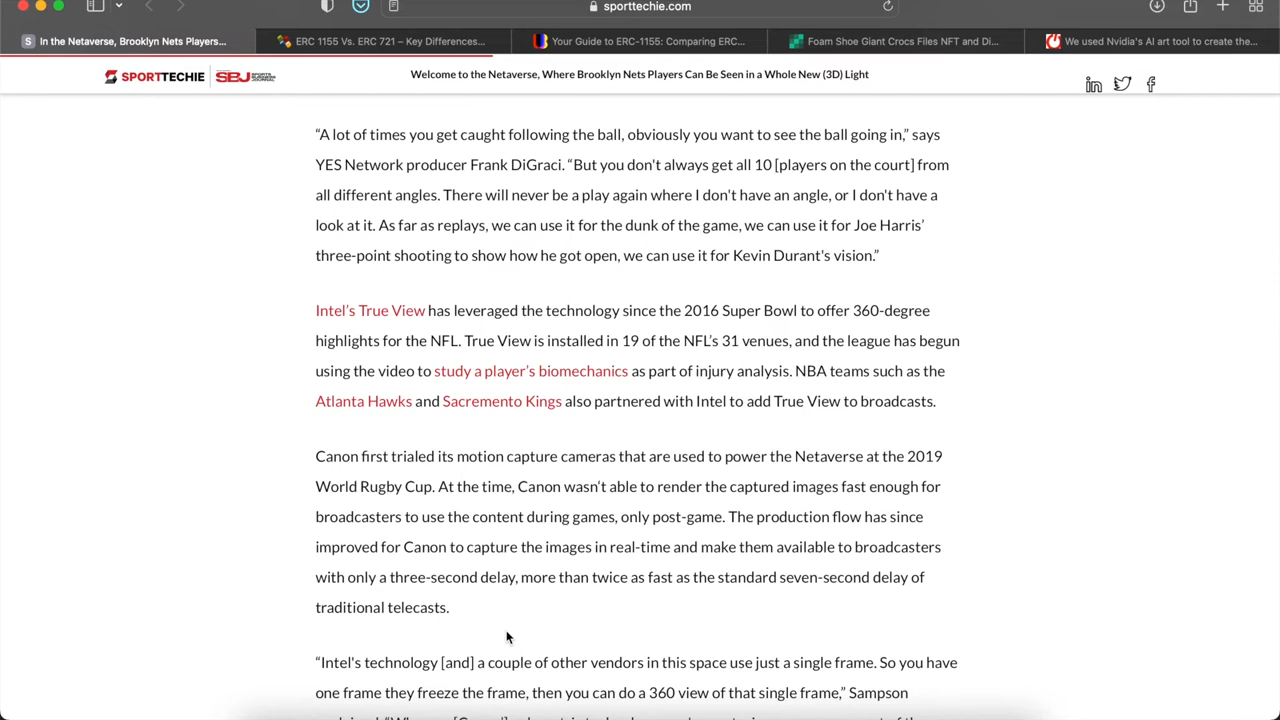 sporttechie.com
In the Netaverse, Brooklyn Nets Players...
ERC 1155 Vs. ERC 721 – Key Differences...
Your Guide to ERC-1155: Comparing ERC...
Foam Shoe Giant Crocs Files NFT and Di...
We used Nvidia's AI art tool to create the...
SPORTTECHIE
SBJ SPORTS BUSINESS JOURNAL
Welcome to the Netaverse, Where Brooklyn Nets Players Can Be Seen in a Whole New (3D) Light
“A lot of times you get caught following the ball, obviously you want to see the ball going in,” says
YES Network producer Frank DiGraci. “But you don't always get all 10 [players on the court] from
all different angles. There will never be a play again where I don't have an angle, or I don't have a
look at it. As far as replays, we can use it for the dunk of the game, we can use it for Joe Harris’
three-point shooting to show how he got open, we can use it for Kevin Durant's vision.”
Intel’s True View has leveraged the technology since the 2016 Super Bowl to offer 360-degree
highlights for the NFL. True View is installed in 19 of the NFL’s 31 venues, and the league has begun
using the video to study a player’s biomechanics as part of injury analysis. NBA teams such as the
Atlanta Hawks and Sacremento Kings also partnered with Intel to add True View to broadcasts.
Canon first trialed its motion capture cameras that are used to power the Netaverse at the 2019
World Rugby Cup. At the time, Canon wasn‘t able to render the captured images fast enough for
broadcasters to use the content during games, only post-game. The production flow has since
improved for Canon to capture the images in real-time and make them available to broadcasters
with only a three-second delay, more than twice as fast as the standard seven-second delay of
traditional telecasts.
“Intel's technology [and] a couple of other vendors in this space use just a single frame. So you have
one frame they freeze the frame, then you can do a 360 view of that single frame,” Sampson